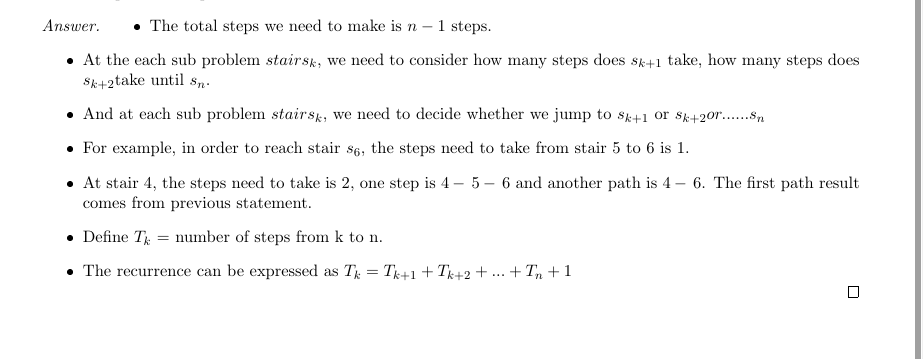 Answer. • The total steps we need to make is n − 1 steps.
• At the each sub problem stairs_k, we need to consider how many steps does s_{k+1} take, how many steps does
s_{k+2}take until s_n.
• And at each sub problem stairs_k, we need to decide whether we jump to s_{k+1} or s_{k+2}or......s_n
• For example, in order to reach stair s_6, the steps need to take from stair 5 to 6 is 1.
• At stair 4, the steps need to take is 2, one step is 4 − 5 − 6 and another path is 4 − 6. The first path result
comes from previous statement.
• Define T_k = number of steps from k to n.
• The recurrence can be expressed as T_k = T_{k+1} + T_{k+2} + ... + T_n + 1
□